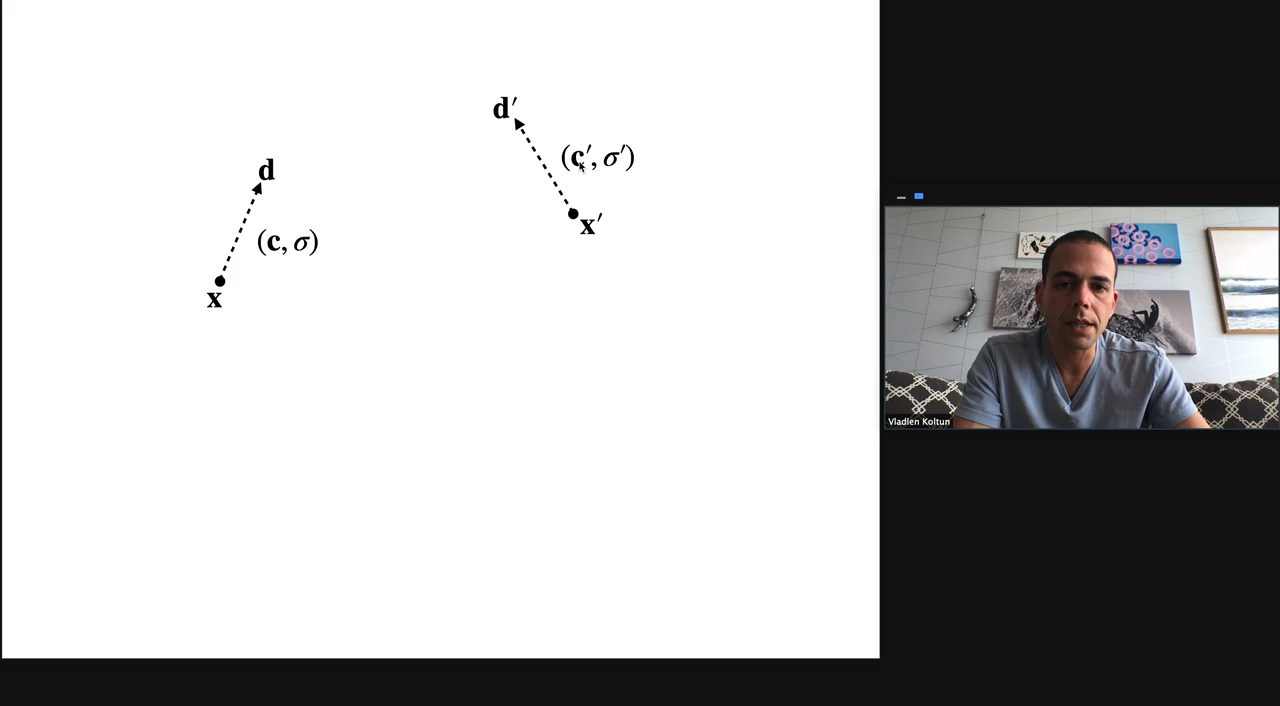 d′
(c′, σ′)
d
x′
(c, σ)
x
Vladlen Koltun